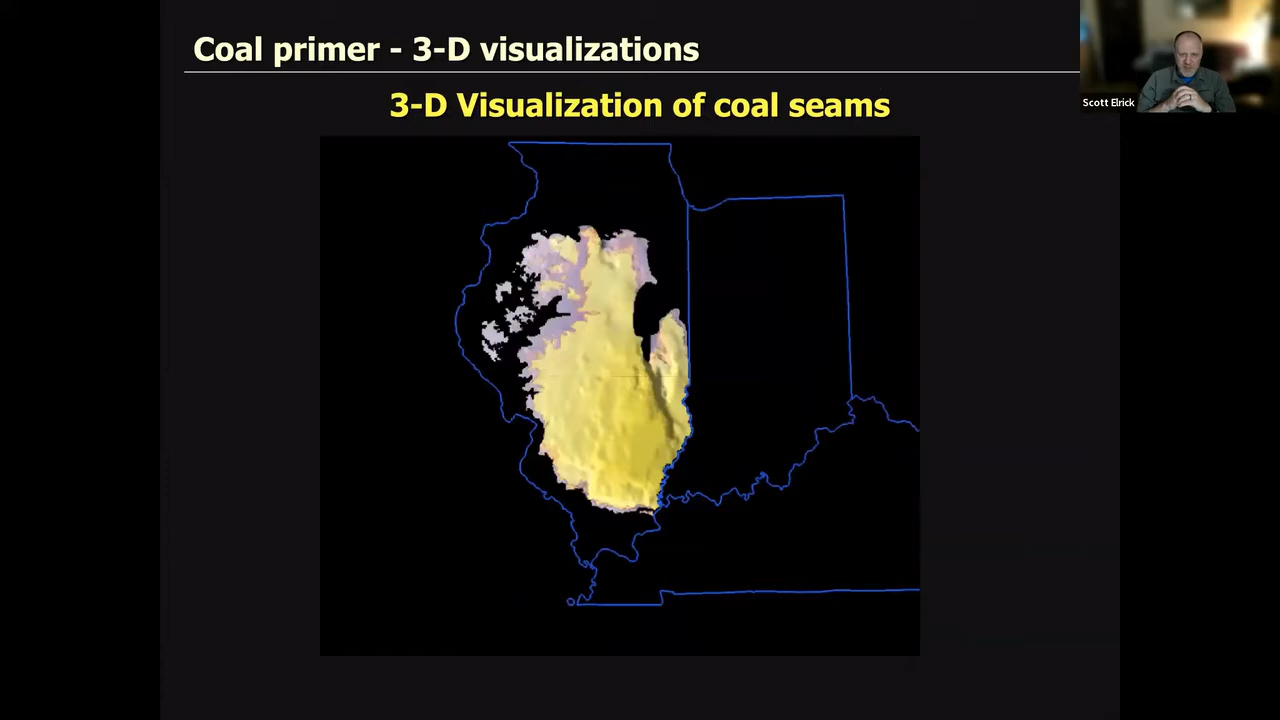 Coal primer - 3-D visualizations
3-D Visualization of coal seams
Scott Elrick